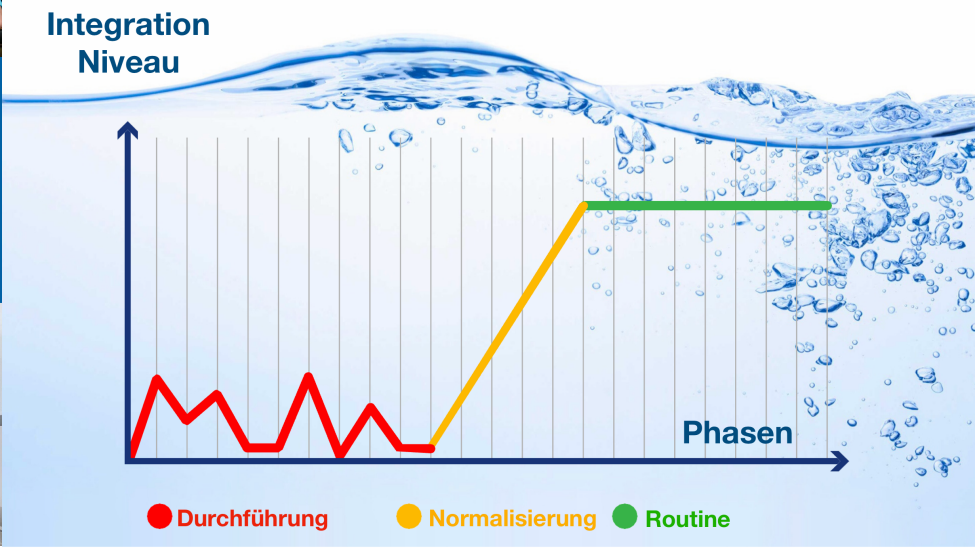 Integration
Niveau
Phasen
Durchführung
Normalisierung
Routine